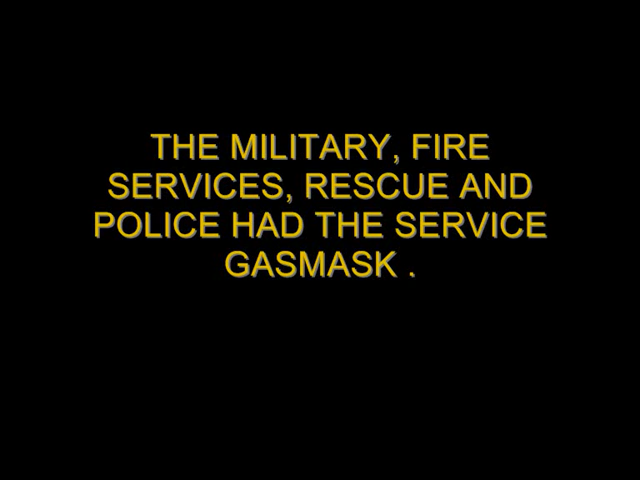 THE MILITARY, FIRE
SERVICES, RESCUE AND
POLICE HAD THE SERVICE
GASMASK .